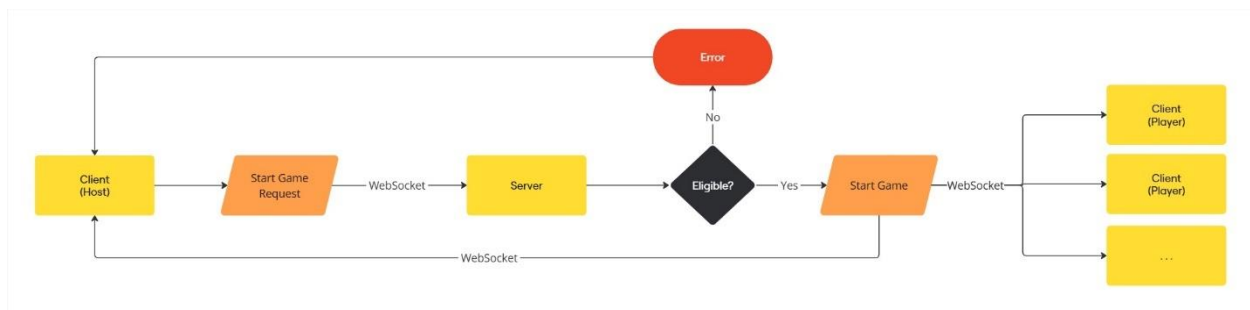 Error
No
Client
(Host)
Start Game
Request
WebSocket
Server
Eligible?
Yes
Start Game
WebSocket
Client
(Player)
Client
(Player)
...
WebSocket